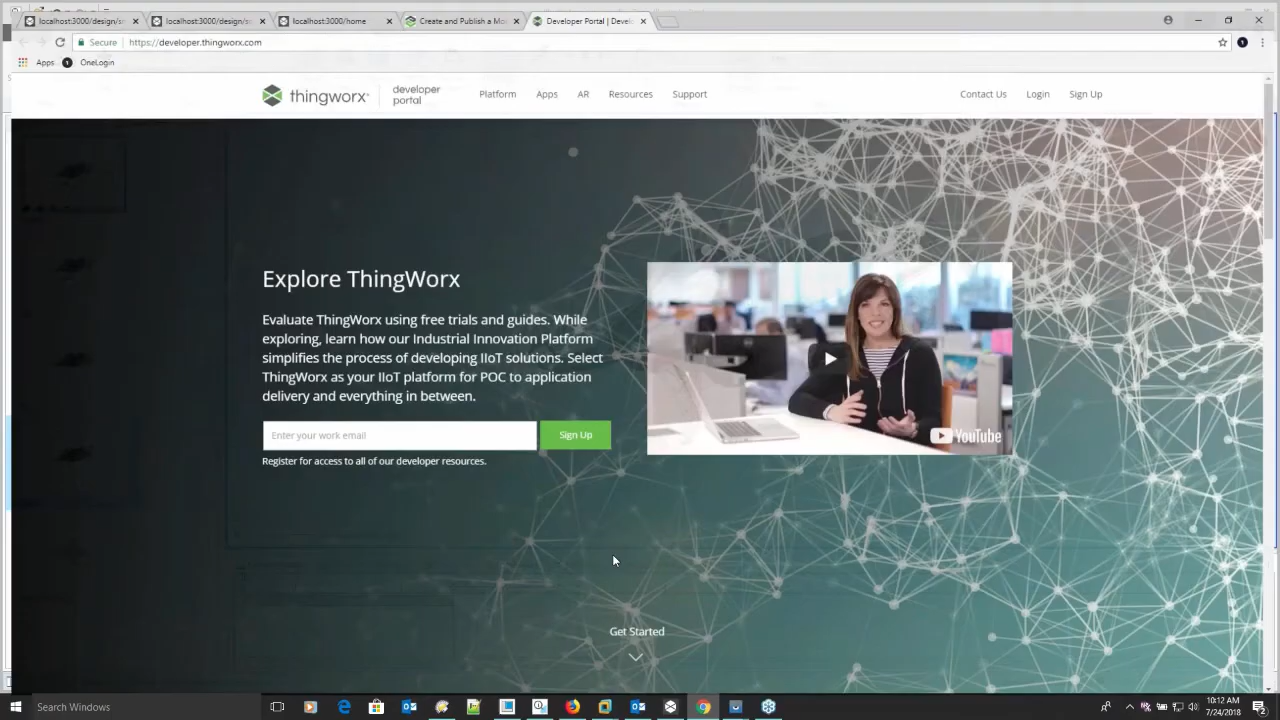 localhost:3000/design/s
localhost:3000/design/s
localhost:3000/home
Create and Publish a Mo
Developer Portal | Devel
Secure
https://developer.thingworx.com
Apps
OneLogin
thingworx
developer
portal
Platform
Apps
AR
Resources
Support
Contact Us
Login
Sign Up
Explore ThingWorx
Evaluate ThingWorx using free trials and guides. While
exploring, learn how our Industrial Innovation Platform
simplifies the process of developing IIoT solutions. Select
ThingWorx as your IIoT platform for POC to application
delivery and everything in between.
Enter your work email
Sign Up
Register for access to all of our developer resources.
YouTube
Get Started
Search Windows
10:12 AM
7/24/2018